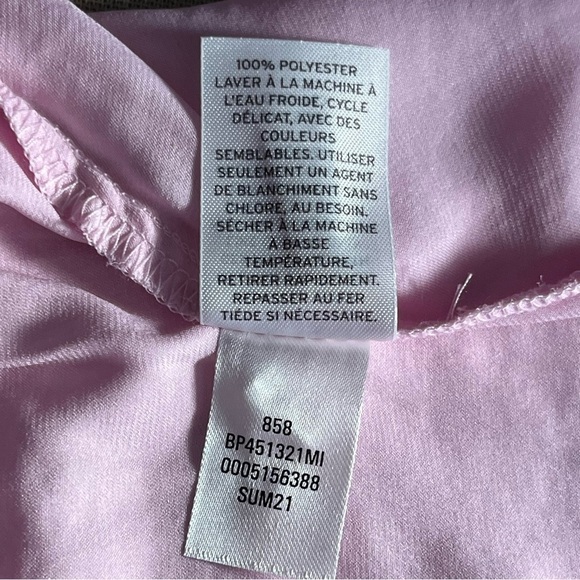 100% POLYESTER
LAVER À LA MACHINE À
L'EAU FROIDE, CYCLE
DÉLICAT, AVEC DES
COULEURS
SEMBLABLES. UTILISER
SEULEMENT UN AGENT
DE BLANCHIMENT SANS
CHLORE, AU BESOIN.
SÉCHER À LA MACHINE
À BASSE
TEMPÉRATURE,
RETIRER RAPIDEMENT.
REPASSER AU FER
TIÈDE SI NÉCESSAIRE.
858
BP451321MI
0005156388
SUM21